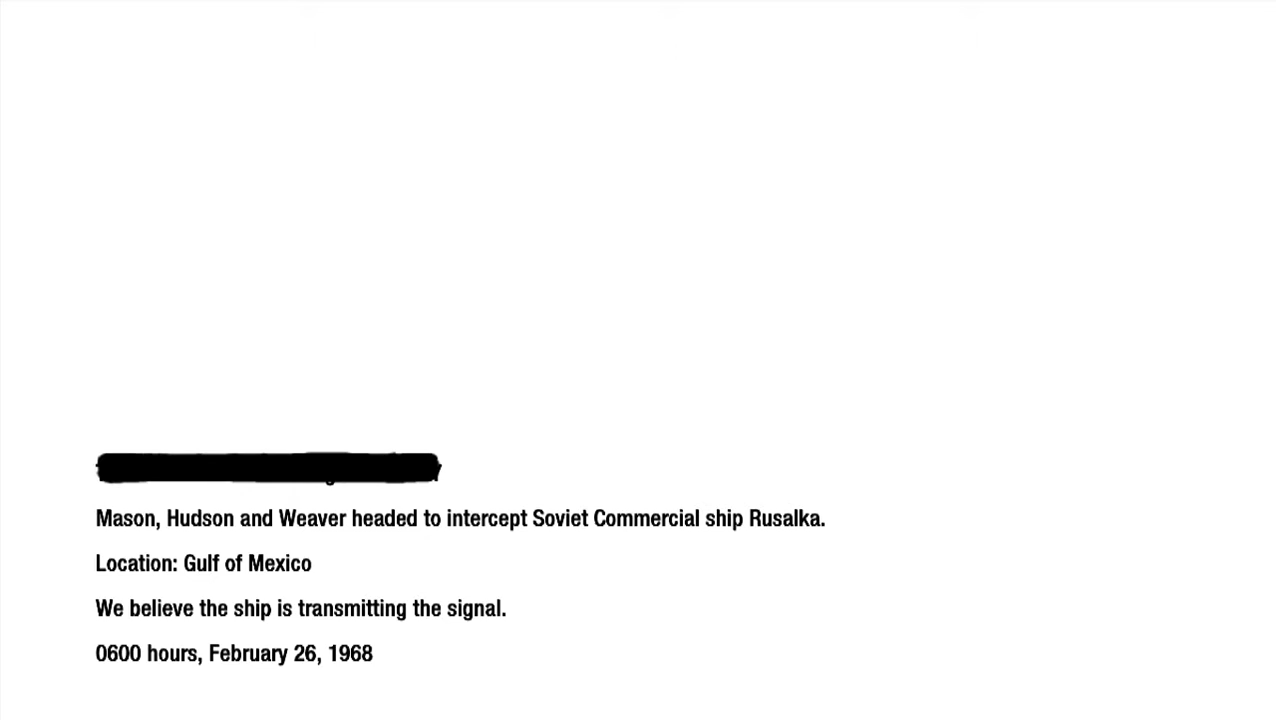 Mason, Hudson and Weaver headed to intercept Soviet Commercial ship Rusalka.
Location: Gulf of Mexico
We believe the ship is transmitting the signal.
0600 hours, February 26, 1968